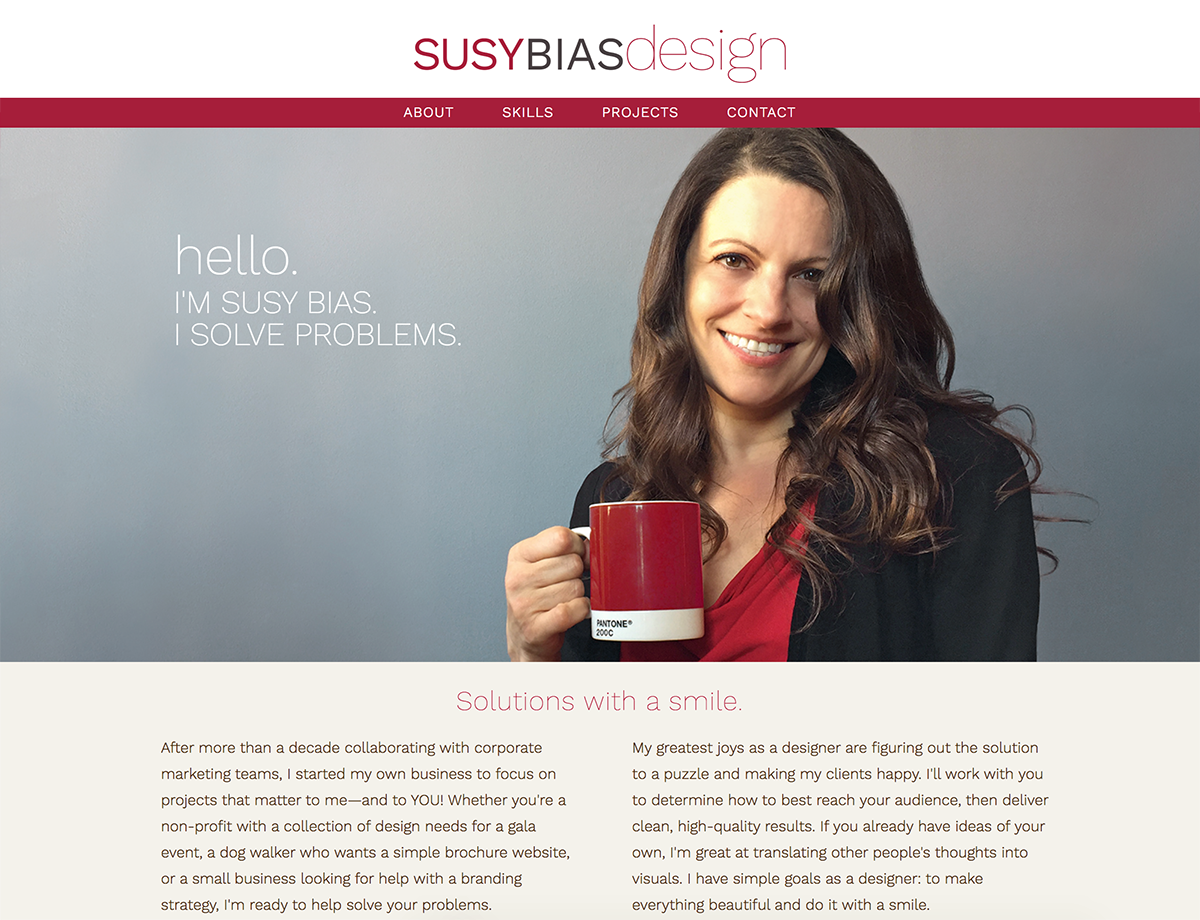 SUSYBIASdesign
ABOUT SKILLS PROJECTS CONTACT
hello.
I'M SUSY BIAS.
I SOLVE PROBLEMS.
PANTONE®
200C
Solutions with a smile.
After more than a decade collaborating with corporate
marketing teams, I started my own business to focus on
projects that matter to me—and to YOU! Whether you're a
non-profit with a collection of design needs for a gala
event, a dog walker who wants a simple brochure website,
or a small business looking for help with a branding
strategy, I'm ready to help solve your problems.
My greatest joys as a designer are figuring out the solution
to a puzzle and making my clients happy. I'll work with you
to determine how to best reach your audience, then deliver
clean, high-quality results. If you already have ideas of your
own, I'm great at translating other people's thoughts into
visuals. I have simple goals as a designer: to make
everything beautiful and do it with a smile.